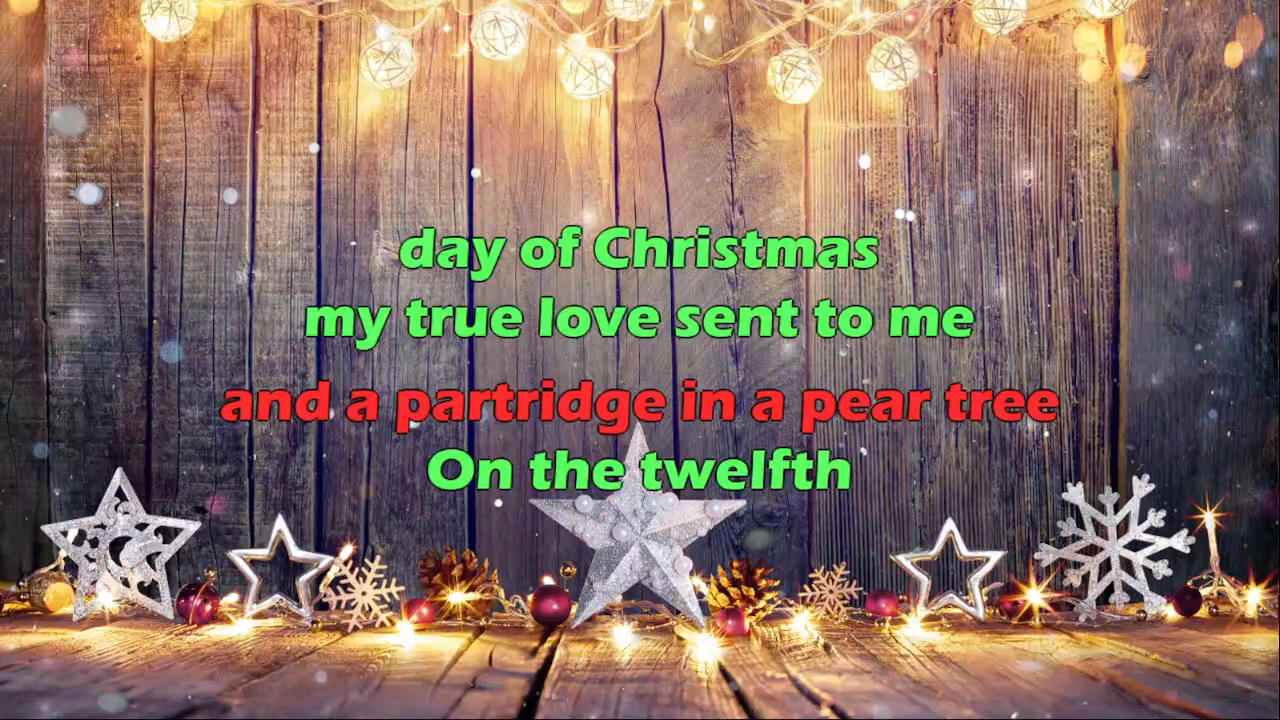 day of Christmas
my true love sent to me
and a partridge in a pear tree
On the twelfth